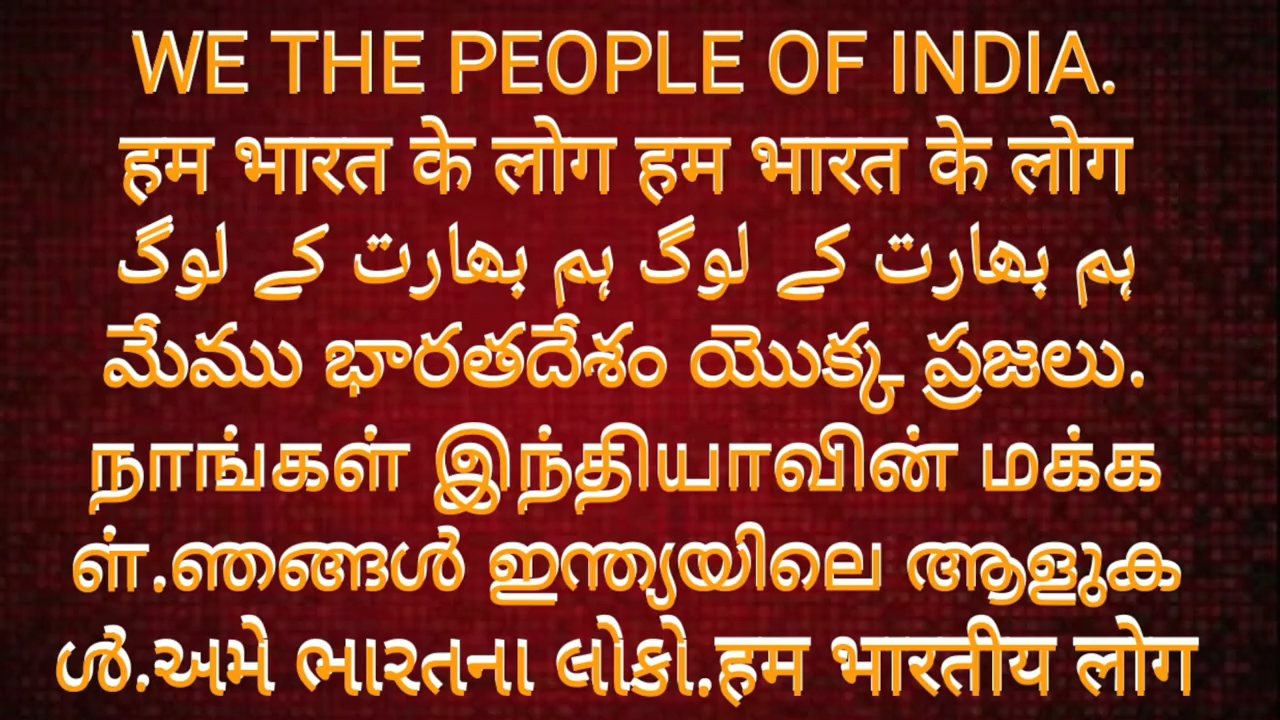 WE THE PEOPLE OF INDIA.
हम भारत के लोग हम भारत के लोग
ہم بھارت کے لوگ ہم بھارت کے لوگ
మేము భారతదేశం యొక్క ప్రజలు.
நாங்கள் இந்தியாவின் மக்க
ள்.ഞങ്ങൾ ഇന്ത്യയിലെ ആളുക
ൾ.અમે ભારતના લોકો.हम भारतीय लोग